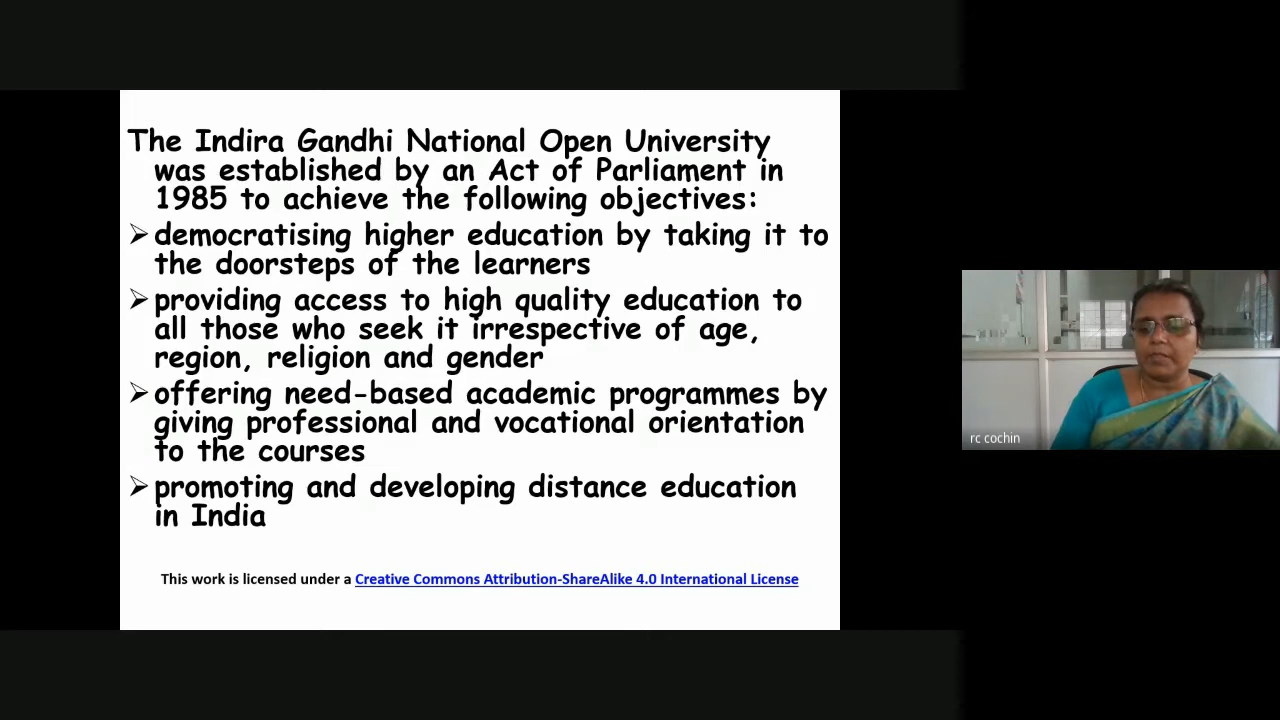 The Indira Gandhi National Open University
was established by an Act of Parliament in
1985 to achieve the following objectives:
➢democratising higher education by taking it to
the doorsteps of the learners
➢providing access to high quality education to
all those who seek it irrespective of age,
region, religion and gender
➢offering need-based academic programmes by
giving professional and vocational orientation
to the courses
➢promoting and developing distance education
in India
This work is licensed under a Creative Commons Attribution-ShareAlike 4.0 International License
rc cochin